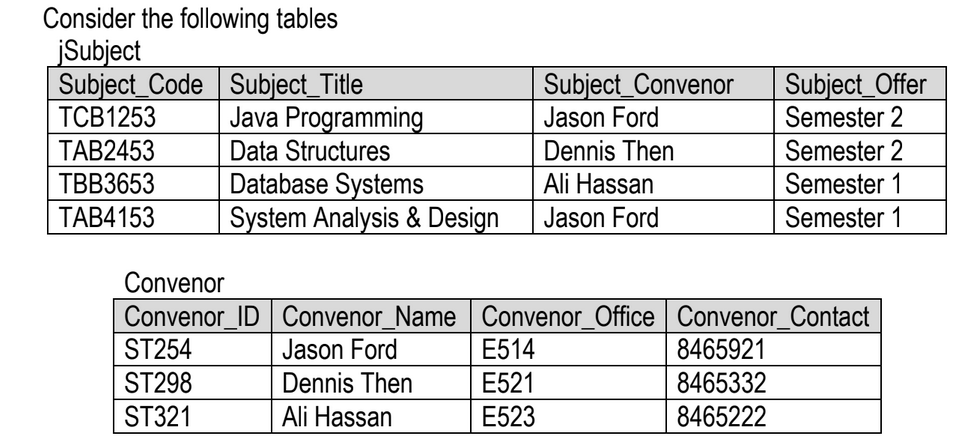 Consider the following tables
jSubject
Subject_Code Subject_Title Subject_Convenor Subject_Offer
TCB1253 Java Programming Jason Ford Semester 2
TAB2453 Data Structures Dennis Then Semester 2
TBB3653 Database Systems Ali Hassan Semester 1
TAB4153 System Analysis & Design Jason Ford Semester 1
Convenor
Convenor_ID Convenor_Name Convenor_Office Convenor_Contact
ST254 Jason Ford E514 8465921
ST298 Dennis Then E521 8465332
ST321 Ali Hassan E523 8465222